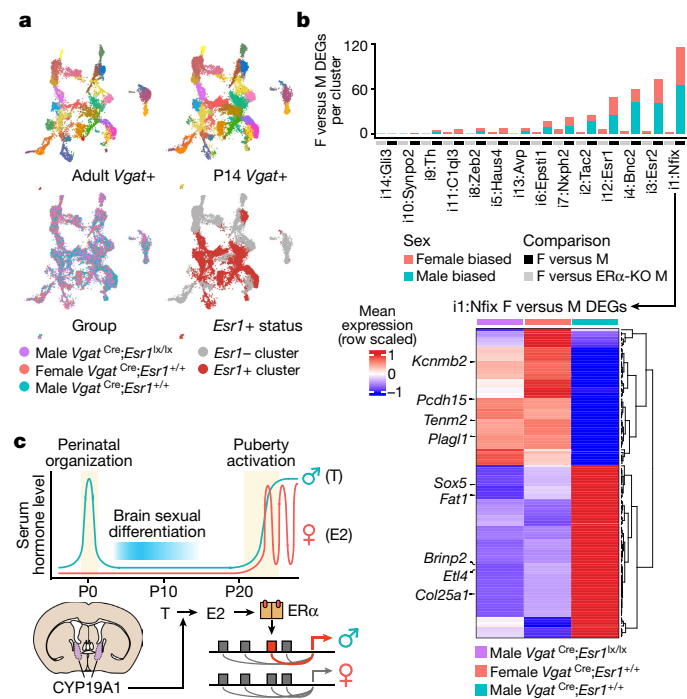 a
Adult Vgat+
P14 Vgat+
Group
Esr1+ status
Male Vgat Cre;Esr1lx/lx
Female Vgat Cre;Esr1+/+
Male Vgat Cre;Esr1+/+
Esr1– cluster
Esr1+ cluster
b
F versus M DEGs
per cluster
120
60
0
i14:Gli3
i10:Synpo2
i9:Th
i11:C1ql3
i8:Zeb2
i5:Haus4
i13:Avp
i6:Epsti1
i7:Nxph2
i2:Tac2
i12:Esr1
i4:Bnc2
i3:Esr2
i1:Nfix
Sex
Female biased
Male biased
Comparison
F versus M
F versus ERα-KO M
i1:Nfix F versus M DEGs
Mean
expression
(row scaled)
1
0
−1
Kcnmb2
Pcdh15
Tenm2
Plagl1
Sox5
Fat1
Brinp2
Etl4
Col25a1
Male Vgat Cre;Esr1lx/lx
Female Vgat Cre;Esr1+/+
Male Vgat Cre;Esr1+/+
c
Perinatal
organization
Puberty
activation
Serum
hormone level
Brain sexual
differentiation
♂ (T)
♀ (E2)
P0
P10
P20
T
E2
ERα
CYP19A1
♂
♀